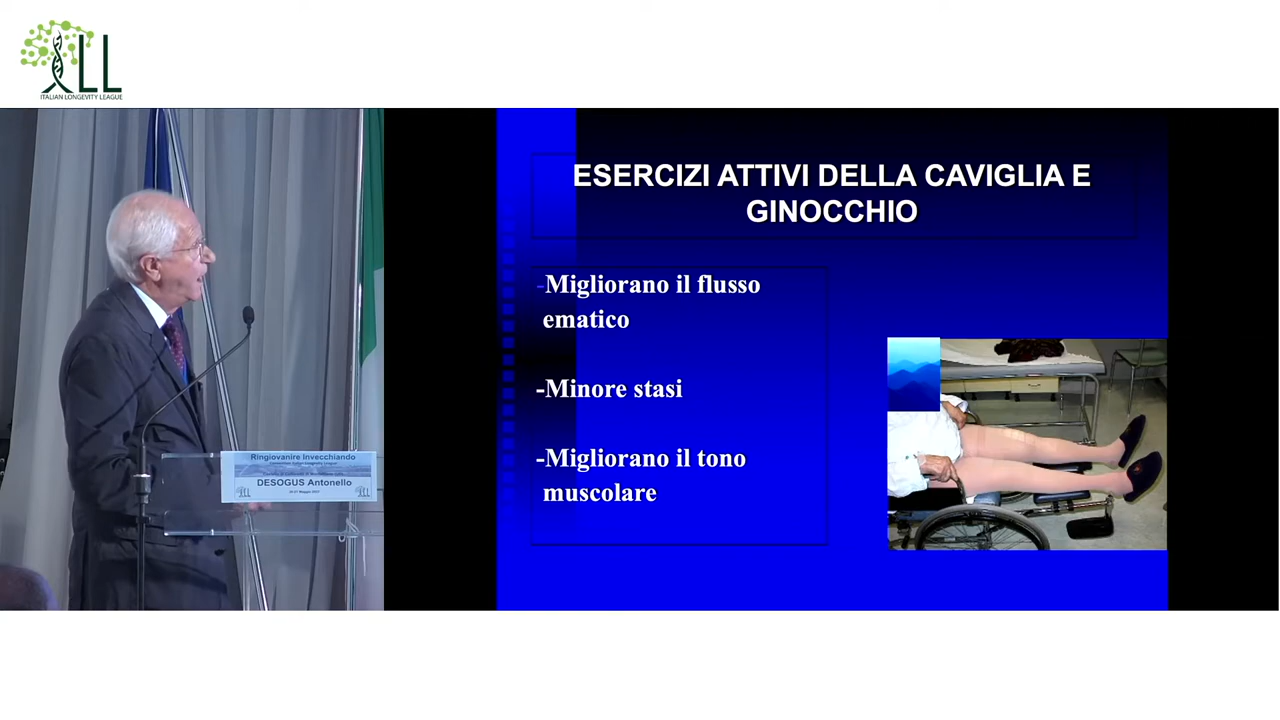 LL
ITALIAN LONGEVITY LEAGUE
ESERCIZI ATTIVI DELLA CAVIGLIA E
GINOCCHIO
-Migliorano il flusso
ematico
-Minore stasi
-Migliorano il tono
muscolare
Ringiovanire Invecchiando
DESOGUS Antonello